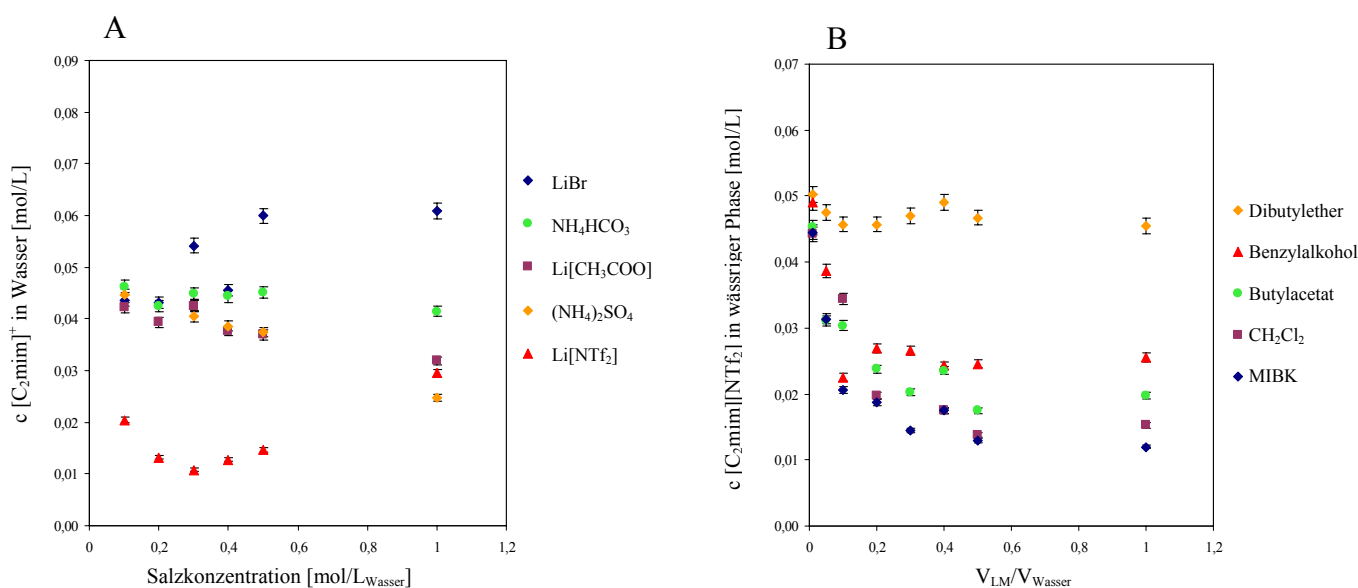 A
c [C₂mim]⁺ in Wasser [mol/L]
0,09
0,08
0,07
0,06
0,05
0,04
0,03
0,02
0,01
0,00
0 0,2 0,4 0,6 0,8 1 1,2
Salzkonzentration [mol/L_Wasser]
LiBr
NH₄HCO₃
Li[CH₃COO]
(NH₄)₂SO₄
Li[NTf₂]
B
c [C₂mim][NTf₂] in wässriger Phase [mol/L]
0,07
0,06
0,05
0,04
0,03
0,02
0,01
0,00
0 0,2 0,4 0,6 0,8 1 1,2
V_LM/V_Wasser
Dibutylether
Benzylalkohol
Butylacetat
CH₂Cl₂
MIBK